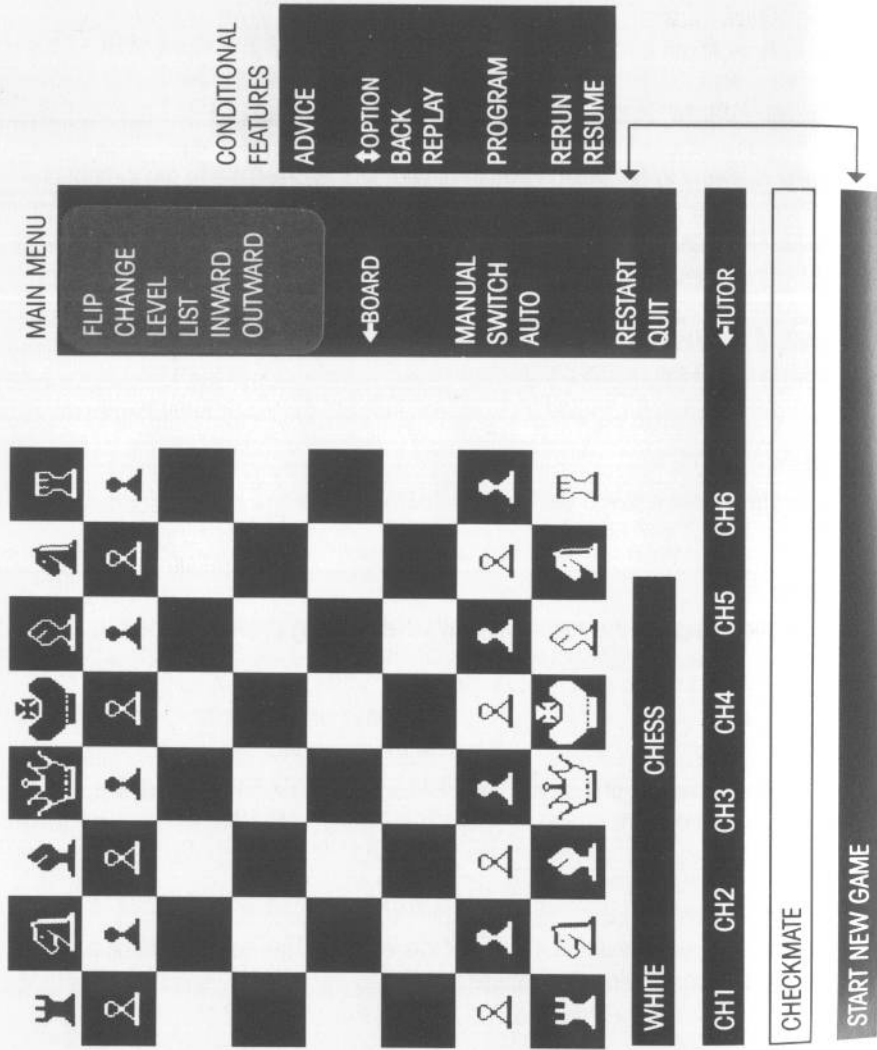 MAIN MENU
FLIP
CHANGE
LEVEL
LIST
INWARD
OUTWARD
←BOARD
MANUAL
SWITCH
AUTO
RESTART
QUIT
CONDITIONAL
FEATURES
ADVICE
↕OPTION
BACK
REPLAY
PROGRAM
RERUN
RESUME
WHITE CHESS
CH1 CH2 CH3 CH4 CH5 CH6 ←TUTOR
CHECKMATE
START NEW GAME